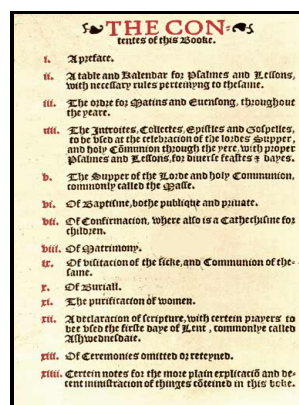 THE CON-
tentes of this Booke.
i. A preface.
ii. A table and Kalendar for Psalmes and Lessons,
with necessary rules perternyng to thesame.
iii. The ordre for Matins and Euensong, throughout
the yeare.
iiii. The Introites, Collectes, Epistles and Gospelles,
to be vsed at the celebracion of the lordes Supper,
and holy Cōmunion through the yere, with proper
Psalmes and Lessons, for diuerse feastes & dayes.
v. The Supper of the Lorde and holy Communion,
commonly called the Masse.
vi. Of Baptisme, bothe publique and priuate.
vii. Of Confirmation, where also is a Cathechisme for
children.
viii. Of Matrimony.
ix. Of visitacion of the sicke, and Communion of the-
same.
x. Of Buriall.
xi. The purificacion of women.
xii. A declaracion of scripture, with certein prayers to
bee vsed the firste daye of Lent, commonlye called
Ashwednesdaie.
xiii. Of Ceremonies omitted or reteyned.
xiiii. Certein notes for the more plain explicaciō and de-
cent ministracion of thinges cōteined in this boke.